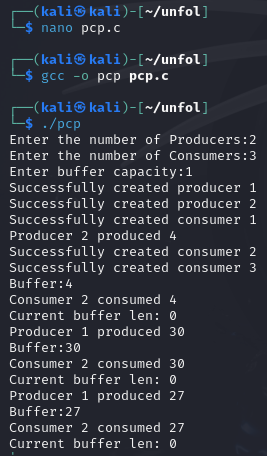 ┌──(kali㉿kali)-[~/unfol]
└─$ nano pcp.c
┌──(kali㉿kali)-[~/unfol]
└─$ gcc -o pcp pcp.c
┌──(kali㉿kali)-[~/unfol]
└─$ ./pcp
Enter the number of Producers:2
Enter the number of Consumers:3
Enter buffer capacity:1
Successfully created producer 1
Successfully created producer 2
Successfully created consumer 1
Producer 2 produced 4
Successfully created consumer 2
Successfully created consumer 3
Buffer:4
Consumer 2 consumed 4
Current buffer len: 0
Producer 1 produced 30
Buffer:30
Consumer 2 consumed 30
Current buffer len: 0
Producer 1 produced 27
Buffer:27
Consumer 2 consumed 27
Current buffer len: 0